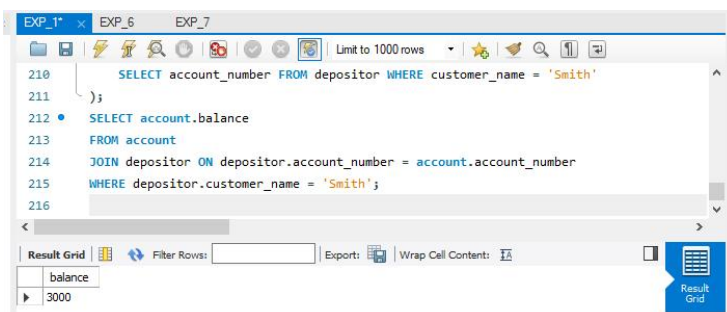 EXP_1* × EXP_6 EXP_7
Limit to 1000 rows
210 SELECT account_number FROM depositor WHERE customer_name = 'Smith'
211 );
212 SELECT account.balance
213 FROM account
214 JOIN depositor ON depositor.account_number = account.account_number
215 WHERE depositor.customer_name = 'Smith';
216
Result Grid Filter Rows: Export: Wrap Cell Content: IA
balance
3000
Result
Grid